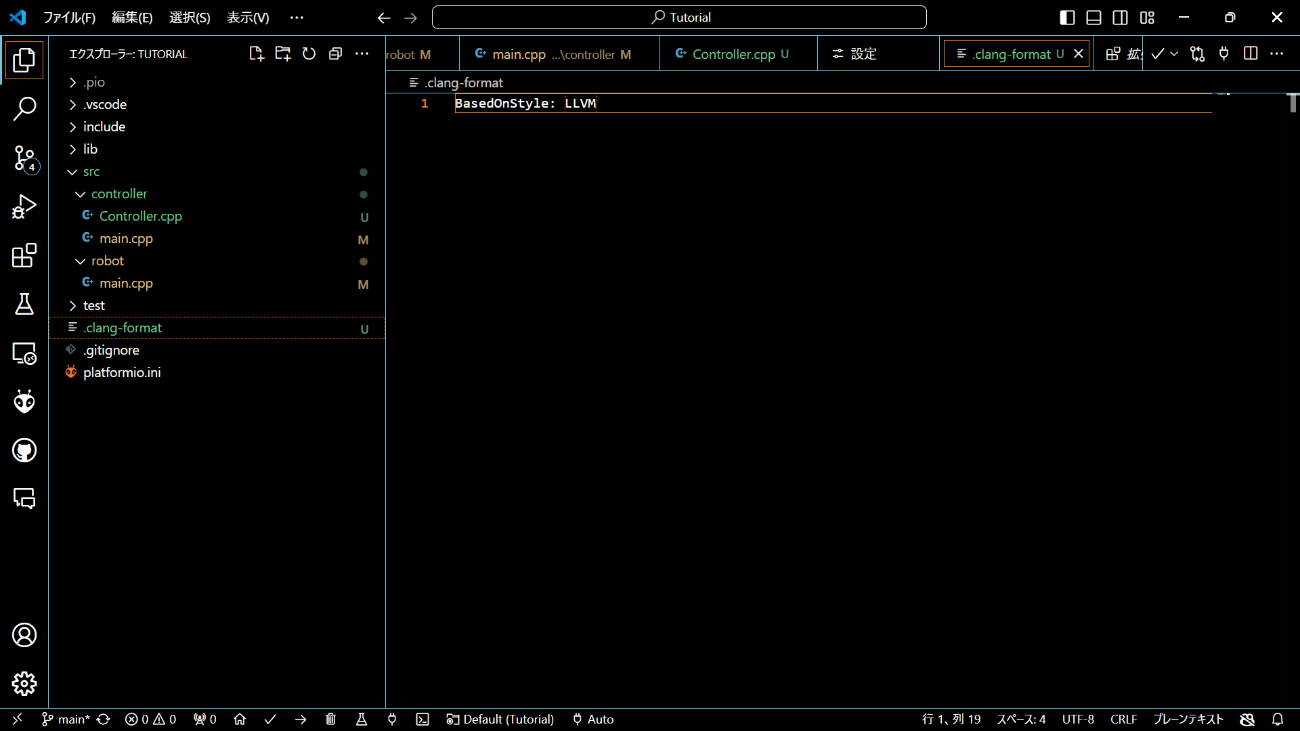 ファイル(F) 編集(E) 選択(S) 表示(V) ··· Tutorial
エクスプローラー: TUTORIAL
robot M main.cpp ...\controller M Controller.cpp U 設定 .clang-format U
.clang-format
.pio
.vscode
include
lib
src
controller
Controller.cpp U
main.cpp M
robot
main.cpp M
test
.clang-format U
.gitignore
platformio.ini
1 BasedOnStyle: LLVM
4
main* 0 0 0 Default (Tutorial) Auto 行 1、列 19 スペース: 4 UTF-8 CRLF プレーンテキスト